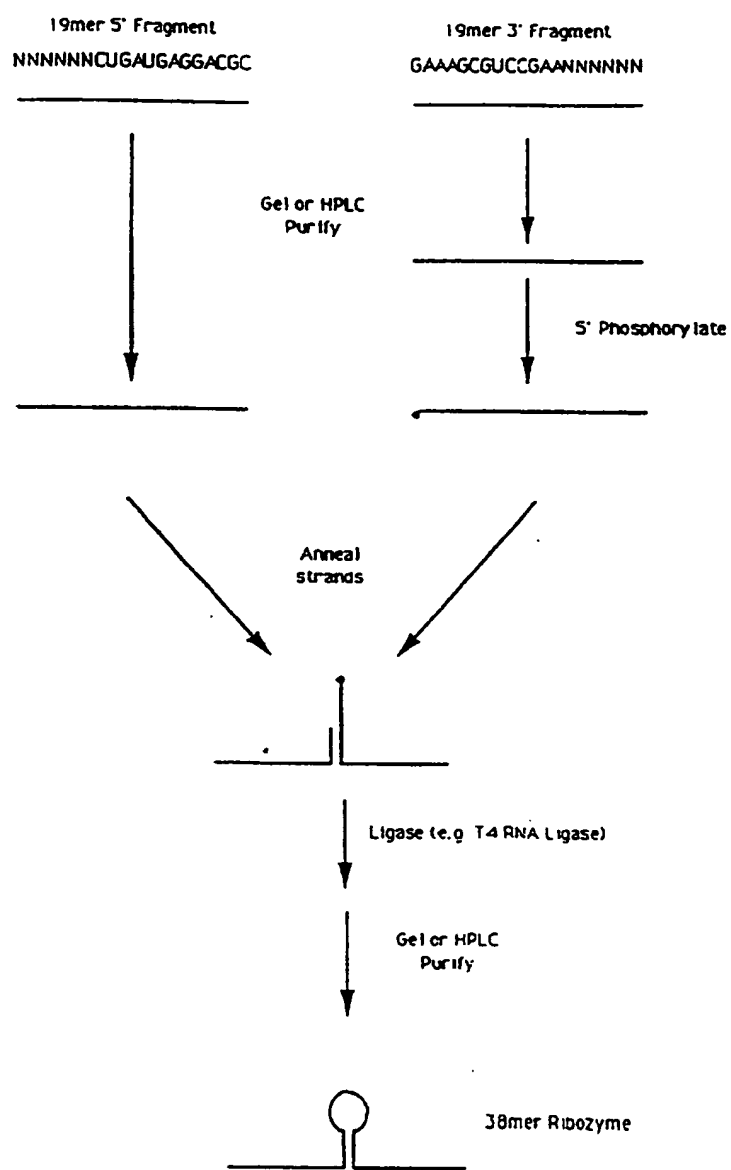 19mer 5' Fragment
NNNNNNCUGAUGAGGACGC
19mer 3' Fragment
GAAAGCGUCCGAANNNNNN
Gel or HPLC
Purify
5' Phosphorylate
Anneal
strands
Ligase (e.g T4 RNA Ligase)
Gel or HPLC
Purify
38mer Ribozyme